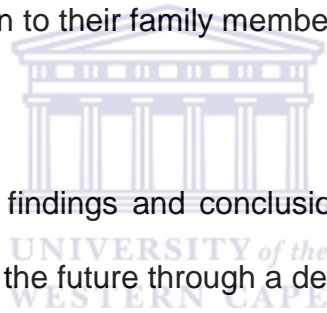 n to their family membe
findings and conclusio
UNIVERSITY of the
the future through a de
WESTERN CAPE